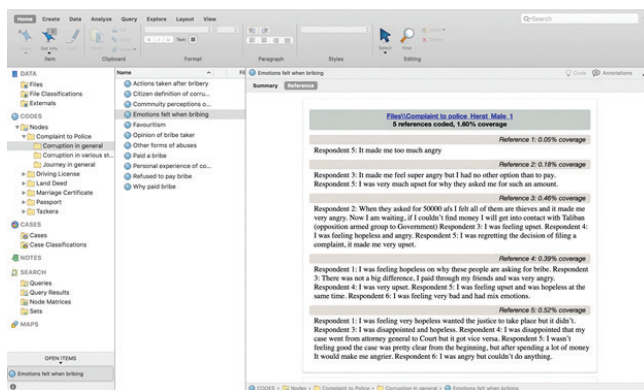 Home Create Data Analyze Query Explore Layout View
Search
Item Clipboard Format Paragraph Styles Editing
Text
Select Find
DATA
Files
File Classifications
Externals
CODES
Nodes
Complaint to Police
Corruption in general
Corruption in various st...
Journey in general
Driving License
Land Deed
Marriage Certificate
Passport
Tazkera
CASES
Cases
Case Classifications
NOTES
SEARCH
Queries
Query Results
Node Matrices
Sets
MAPS
OPEN ITEMS
Emotions felt when bribing
Name
Actions taken after bribery
Citizen definition of corru...
Commnuity perceptions o...
Emotions felt when bribing
Favouritism
Opinion of bribe taker
Other forms of abuses
Paid a bribe
Personal experience of co...
Refused to pay bribe
Why paid bribe
Emotions felt when bribing
Code Annotations
Summary Reference
Files\\Complaint to police_Herat_Male_1
5 references coded, 1.60% coverage
Reference 1: 0.05% coverage
Respondent 5: It made me too much angry
Reference 2: 0.18% coverage
Respondent 3: It made me feel super angry but I had no other option than to pay.
Respondent 5: I was very much upset for why they asked me for such an amount.
Reference 3: 0.46% coverage
Respondent 2: When they asked for 50000 afs I felt all of them are thieves and it made me
very angry. Now I am waiting, if I couldn't find money I will get into contact with Taliban
(opposition armed group to Government) Respondent 3: I was feeling upset. Respondent 4:
I was feeling hopeless and angry. Respondent 5: I was regretting the decision of filing a
complaint, it made me very upset.
Reference 4: 0.39% coverage
Respondent 1: I was feeling hopeless on why these people are asking for bribe. Respondent
3: There was not a big difference, I paid through my friends and was very angry.
Respondent 4: I was very upset. Respondent 5: I was feeling upset and was hopeless at the
same time. Respondent 6: I was feeling very bad and had mix emotions.
Reference 5: 0.52% coverage
Respondent 1: I was feeling very hopeless wanted the justice to take place but it didn't.
Respondent 3: I was disappointed and hopeless. Respondent 4: I was disappointed that my
case went from attorney general to Court but it got vice versa. Respondent 5: I wasn't
feeling good the case was pretty clear from the beginning, but after spending a lot of money
It would make me angrier. Respondent 6: I was angry but couldn't do anything.
CODES Nodes Complaint to Police Corruption in general Emotions felt when bribing